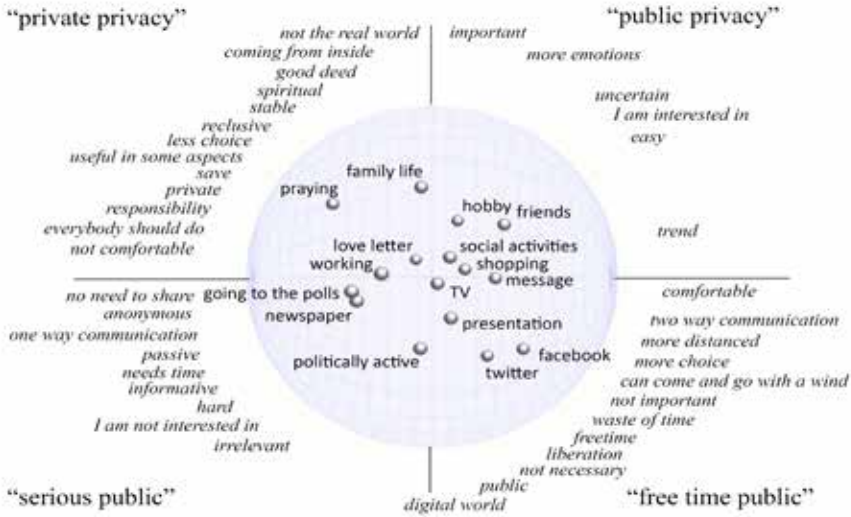 "private privacy"
"public privacy"
not the real world
important
coming from inside
more emotions
good deed
spiritual
uncertain
stable
I am interested in
reclusive
easy
less choice
useful in some aspects
save
private
responsibility
everybody should do
trend
not comfortable
family life
praying
hobby
friends
love letter
social activities
working
shopping
going to the polls
TV
message
newspaper
presentation
politically active
twitter
facebook
no need to share
comfortable
anonymous
two way communication
one way communication
more distanced
passive
more choice
needs time
can come and go with a wind
informative
not important
hard
waste of time
I am not interested in
freetime
irrelevant
liberation
not necessary
public
"serious public"
digital world
"free time public"